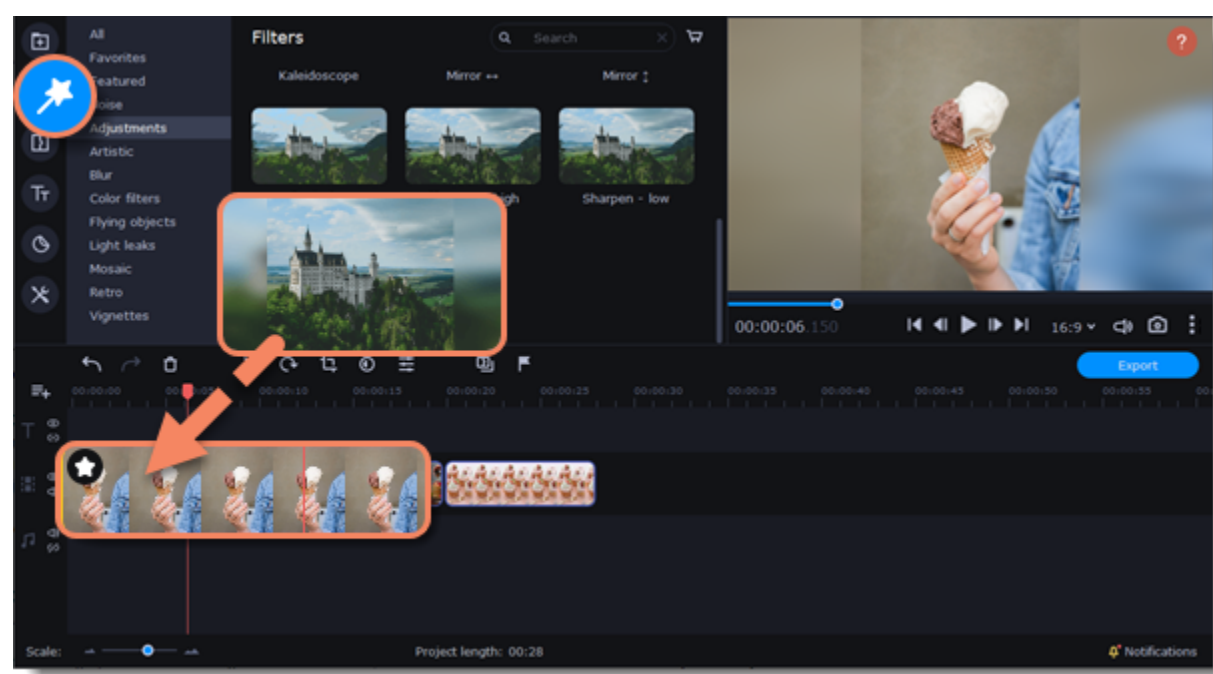 All
Favorites
Featured
Noise
Adjustments
Artistic
Blur
Color filters
Flying objects
Light leaks
Mosaic
Retro
Vignettes
Filters
Search
Kaleidoscope
Mirror ↔
Mirror ↕
igh
Sharpen - low
?
00:00:06.150
16:9
Export
00:00:00
00:00:10
00:00:15
00:00:20
00:00:25
00:00:30
00:00:35
00:00:40
00:00:45
00:00:50
00:00:55
Scale:
Project length: 00:28
Notifications